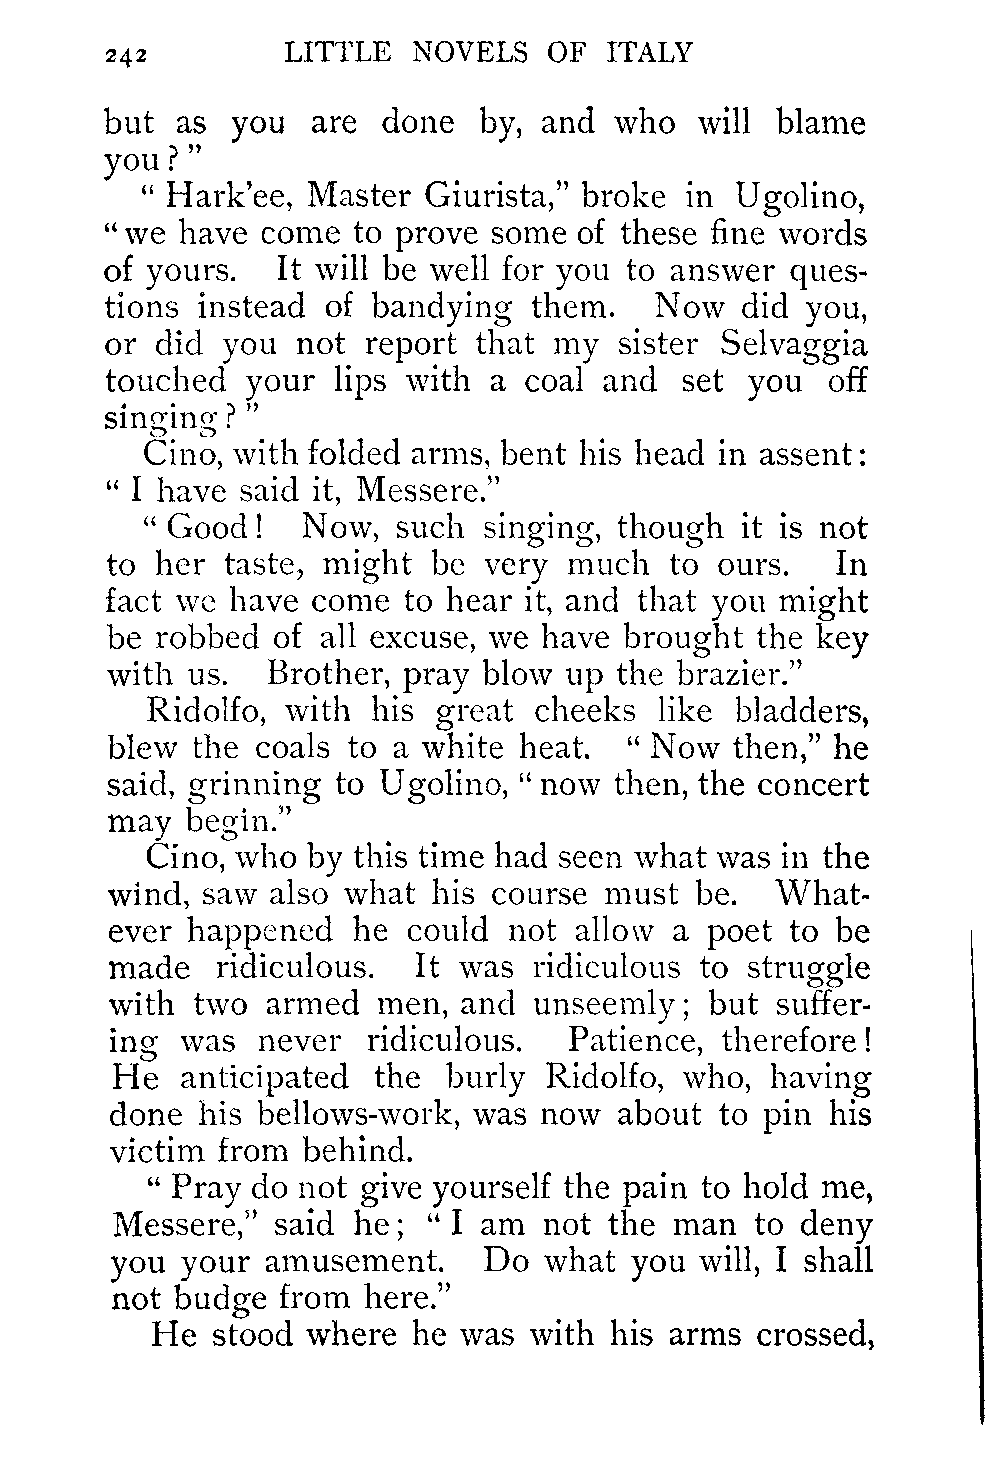 242 LITTLE NOVELS OF ITALY
but as you are done by, and who will blame
you?"
"Hark'ee, Master Giurista," broke in Ugolino,
"we have come to prove some of these fine words
of yours. It will be well for you to answer ques-
tions instead of bandying them. Now did you,
or did you not report that my sister Selvaggia
touched your lips with a coal and set you off
singing?"
Cino, with folded arms, bent his head in assent:
"I have said it, Messere."
"Good! Now, such singing, though it is not
to her taste, might be very much to ours. In
fact we have come to hear it, and that you might
be robbed of all excuse, we have brought the key
with us. Brother, pray blow up the brazier."
Ridolfo, with his great cheeks like bladders,
blew the coals to a white heat. "Now then," he
said, grinning to Ugolino, "now then, the concert
may begin."
Cino, who by this time had seen what was in the
wind, saw also what his course must be. What-
ever happened he could not allow a poet to be
made ridiculous. It was ridiculous to struggle
with two armed men, and unseemly; but suffer-
ing was never ridiculous. Patience, therefore!
He anticipated the burly Ridolfo, who, having
done his bellows-work, was now about to pin his
victim from behind.
"Pray do not give yourself the pain to hold me,
Messere," said he; "I am not the man to deny
you your amusement. Do what you will, I shall
not budge from here."
He stood where he was with his arms crossed,